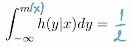 ∫_{-∞}^{m(x)} h(y|x)dy = 1/2